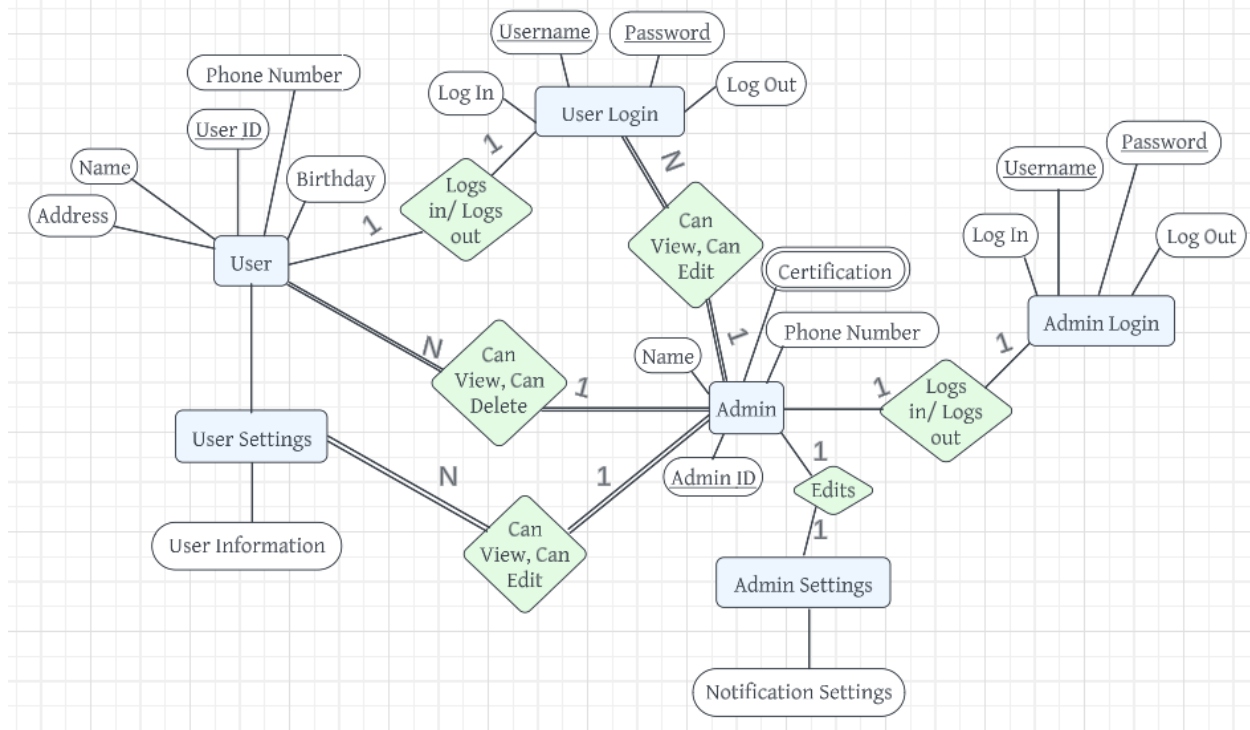 Username
Password
Phone Number
Log In
Log Out
User Login
User ID
1
Name
Birthday
Address
Logs
in/ Logs
out
1
N
User
Can
View, Can
Edit
Certification
Phone Number
1
Name
N
Can
View, Can
Delete
1
Admin
1
Username
Password
Log In
Log Out
Admin Login
1
Logs
in/ Logs
out
User Settings
N
1
Admin ID
1
Edits
1
User Information
Can
View, Can
Edit
Admin Settings
Notification Settings